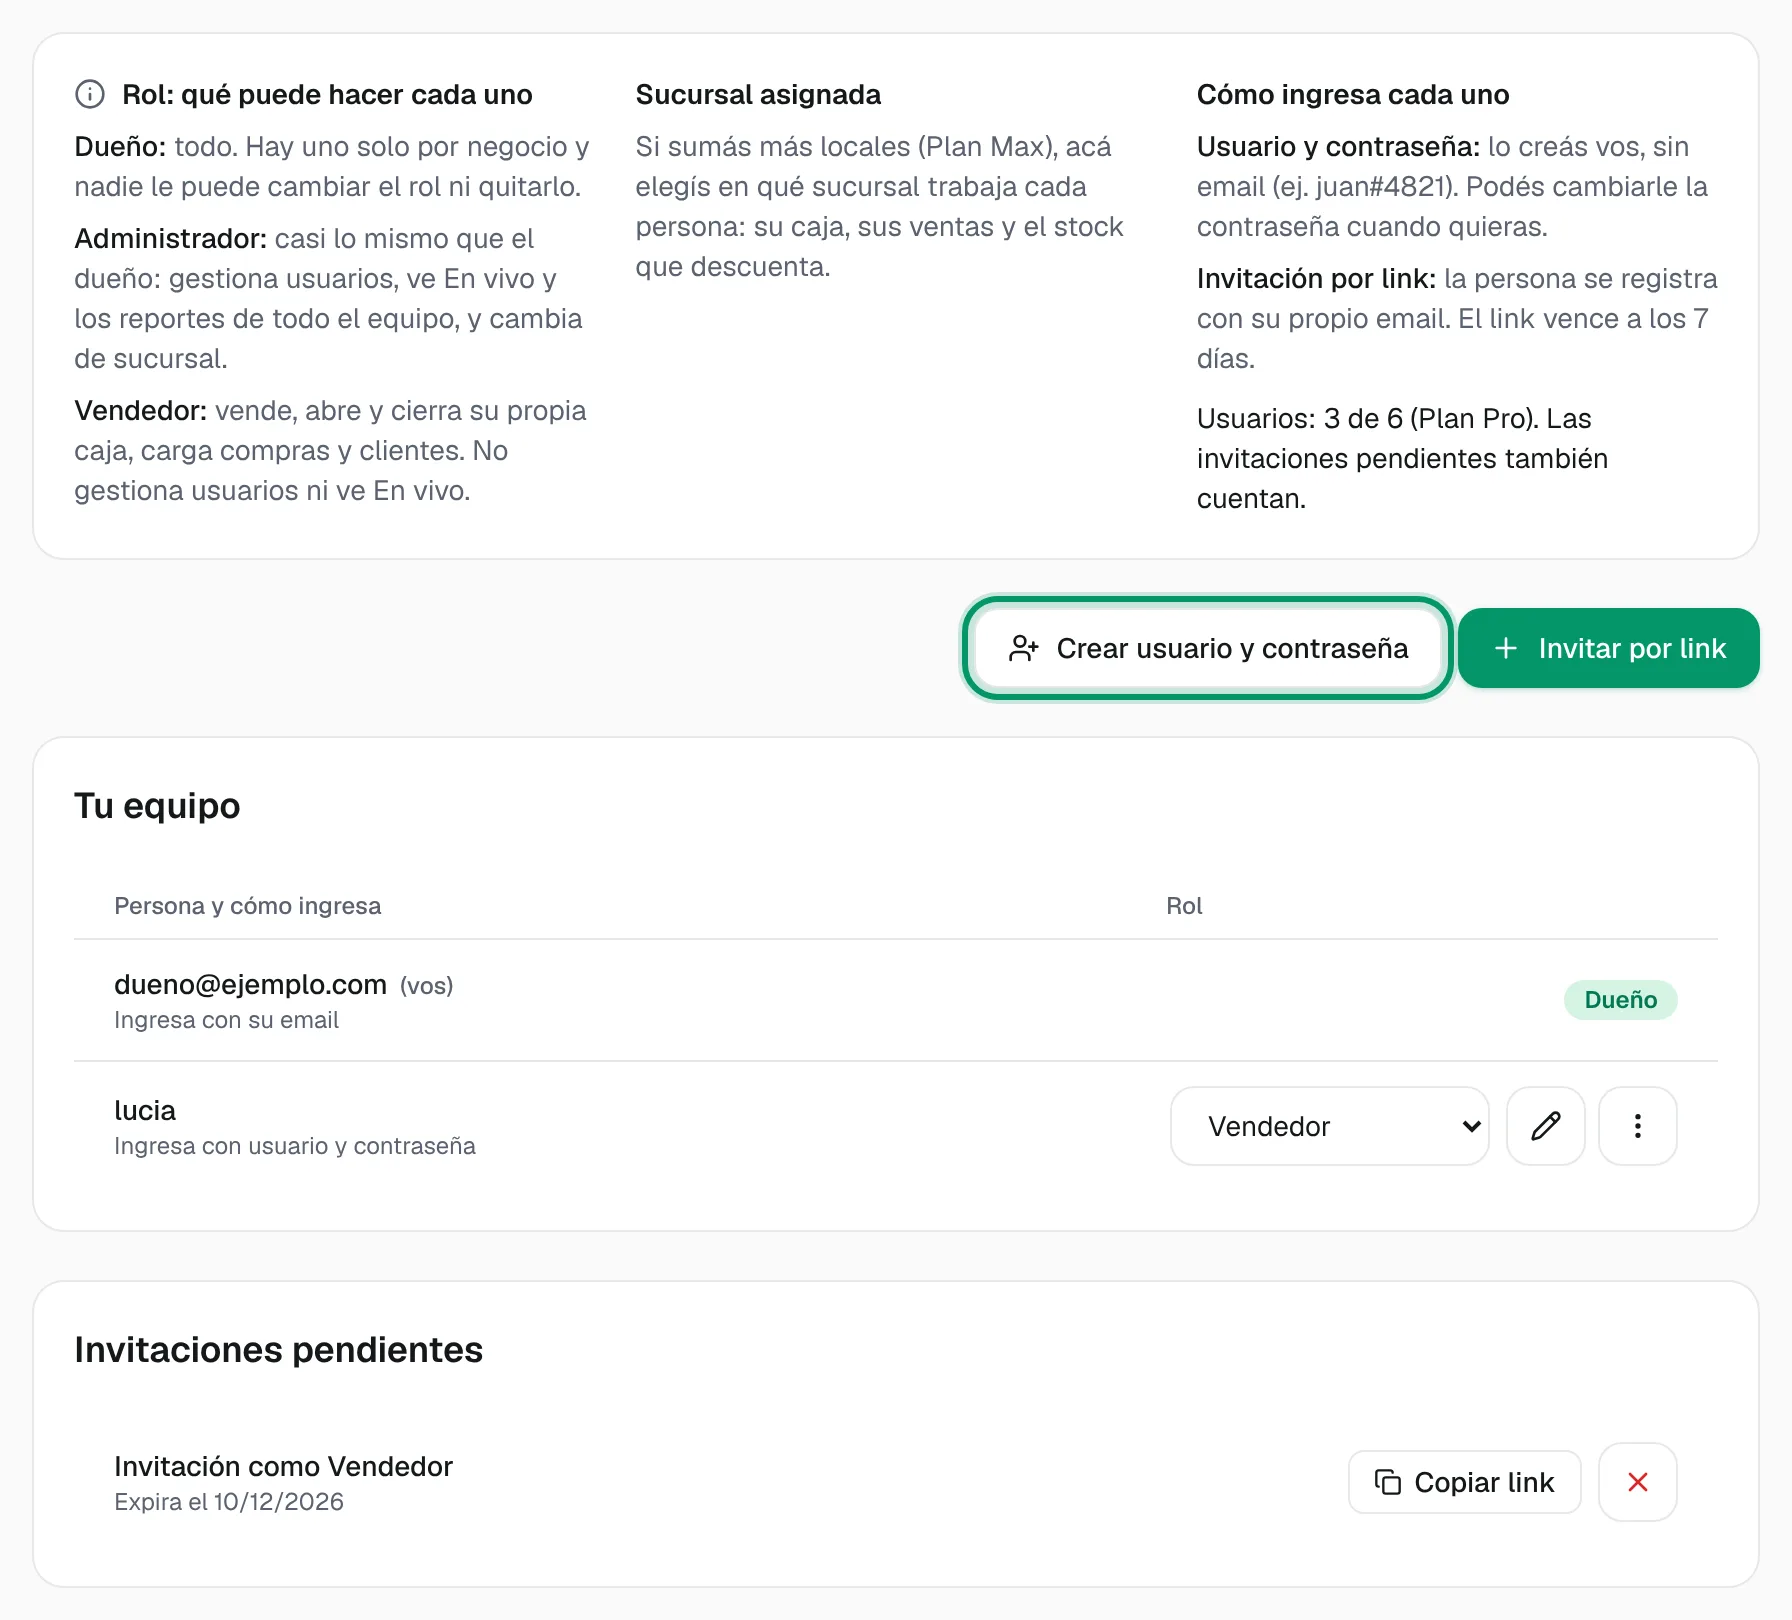 Rol: qué puede hacer cada uno
Dueño: todo. Hay uno solo por negocio y
nadie le puede cambiar el rol ni quitarlo.
Administrador: casi lo mismo que el
dueño: gestiona usuarios, ve En vivo y
los reportes de todo el equipo, y cambia
de sucursal.
Vendedor: vende, abre y cierra su propia
caja, carga compras y clientes. No
gestiona usuarios ni ve En vivo.
Sucursal asignada
Si sumás más locales (Plan Max), acá
elegís en qué sucursal trabaja cada
persona: su caja, sus ventas y el stock
que descuenta.
Cómo ingresa cada uno
Usuario y contraseña: lo creás vos, sin
email (ej. juan#4821). Podés cambiarle la
contraseña cuando quieras.
Invitación por link: la persona se registra
con su propio email. El link vence a los 7
días.
Usuarios: 3 de 6 (Plan Pro). Las
invitaciones pendientes también
cuentan.
Crear usuario y contraseña
Invitar por link
Tu equipo
Persona y cómo ingresa
Rol
dueno@ejemplo.com (vos)
Ingresa con su email
Dueño
lucia
Ingresa con usuario y contraseña
Vendedor
Invitaciones pendientes
Invitación como Vendedor
Expira el 10/12/2026
Copiar link